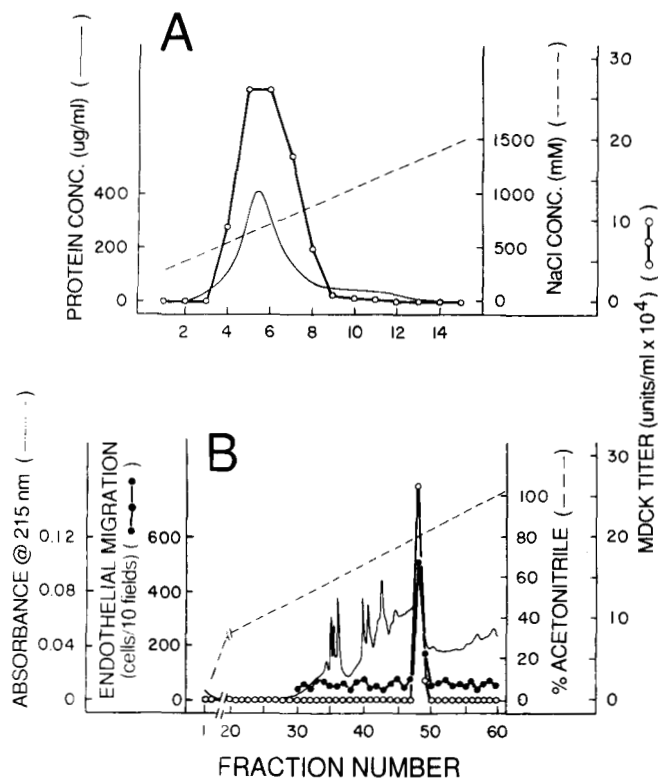 A
PROTEIN CONC. (ug/ml) ( —— )
400
200
0
2 4 6 8 10 12 14
1500
1000
500
0
NaCl CONC. (mM) ( – – – )
30
20
10
0
MDCK TITER (units/ml x 10⁴) ( o–o–o )
B
ABSORBANCE @ 215 nm ( —— )
0.12
0.08
0.04
0
ENDOTHELIAL MIGRATION
(cells/10 fields) ( •–•–• )
600
400
200
0
1 20 30 40 50 60
100
80
60
40
20
0
% ACETONITRILE ( – – – )
30
20
10
0
FRACTION NUMBER